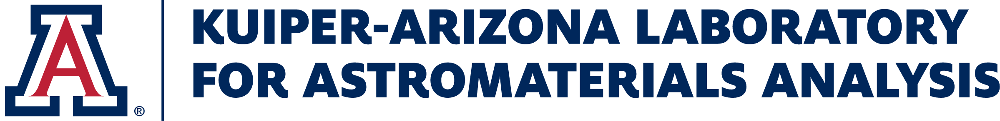 A ®
KUIPER-ARIZONA LABORATORY
FOR ASTROMATERIALS ANALYSIS